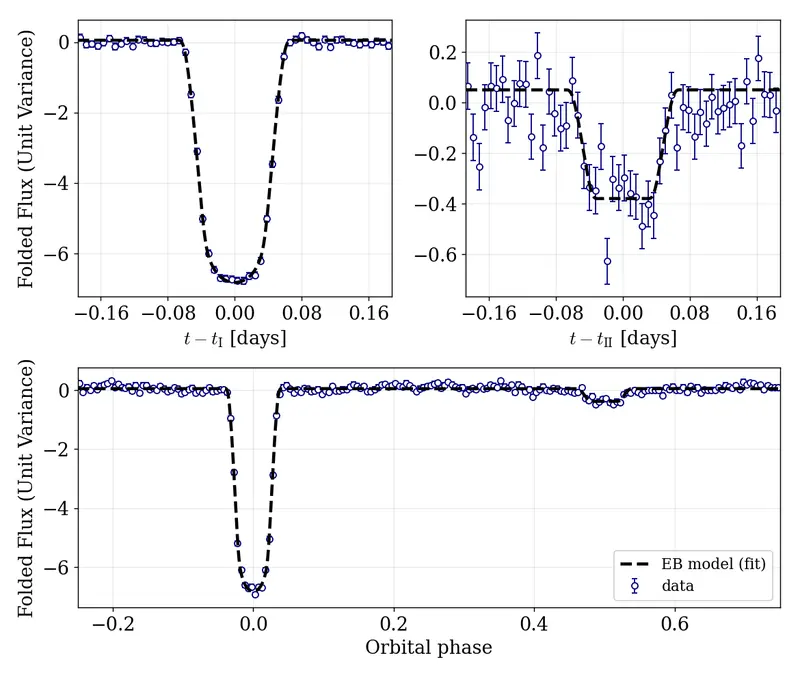 Folded Flux (Unit Variance)
0
−2
−4
−6
−0.16 −0.08 0.00 0.08 0.16
t − tI [days]
0.2
0.0
−0.2
−0.4
−0.6
−0.16 −0.08 0.00 0.08 0.16
t − tII [days]
Folded Flux (Unit Variance)
0
−2
−4
−6
−0.2 0.0 0.2 0.4 0.6
Orbital phase
EB model (fit)
data